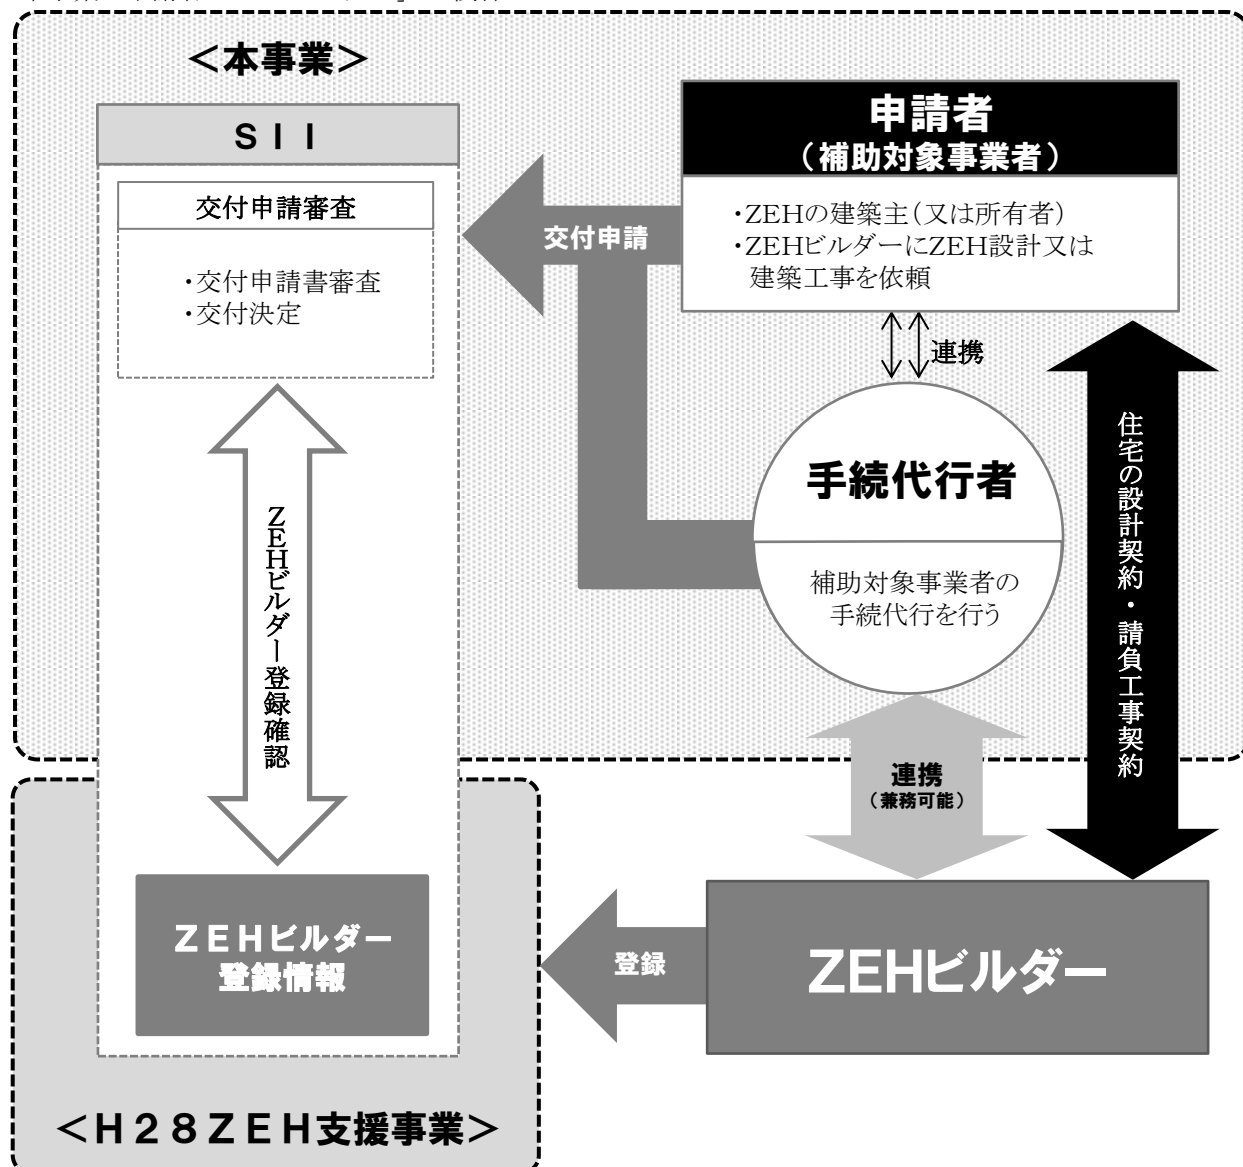 ＜本事業＞
ＳＩＩ
交付申請審査
・交付申請書審査
・交付決定
ZEHビルダー登録確認
ＺＥＨビルダー
登録情報
＜Ｈ２８ＺＥＨ支援事業＞
交付申請
申請者
（補助対象事業者）
・ZEHの建築主（又は所有者）
・ZEHビルダーにZEH設計又は
建築工事を依頼
連携
手続代行者
補助対象事業者の
手続代行を行う
住宅の設計契約・請負工事契約
連携
（兼務可能）
登録
ZEHビルダー